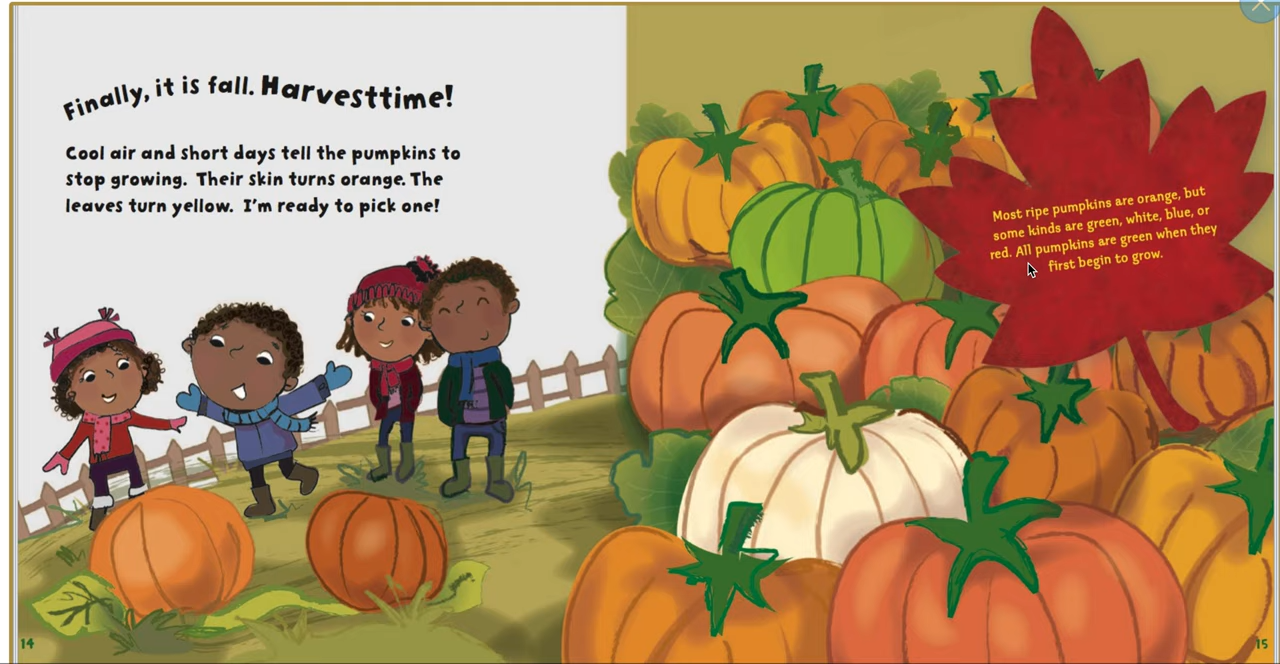 Finally, it is fall. Harvesttime!
Cool air and short days tell the pumpkins to
stop growing. Their skin turns orange. The
leaves turn yellow. I'm ready to pick one!
14
Most ripe pumpkins are orange, but
some kinds are green, white, blue, or
red. All pumpkins are green when they
first begin to grow.
15